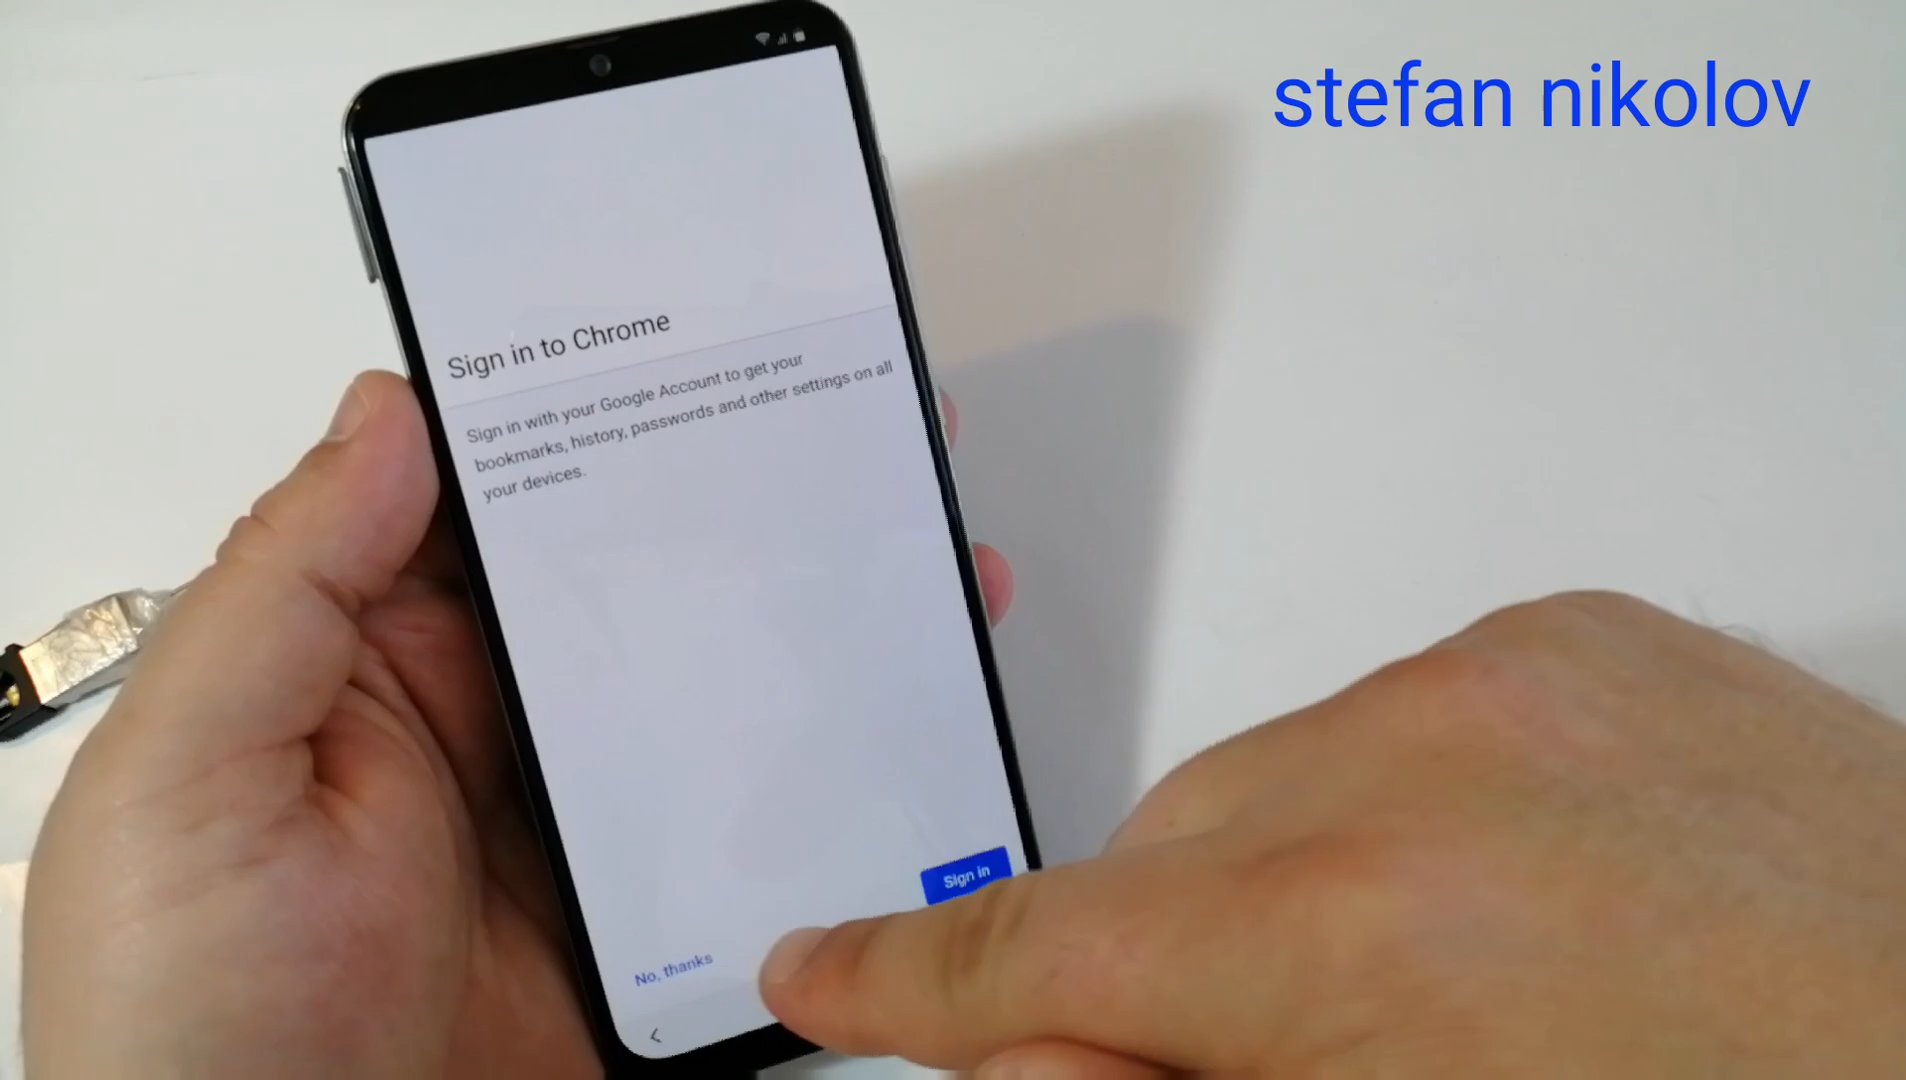 stefan nikolov
Sign in to Chrome
Sign in with your Google Account to get your
bookmarks, history, passwords and other settings on all
your devices.
Sign in
No, thanks